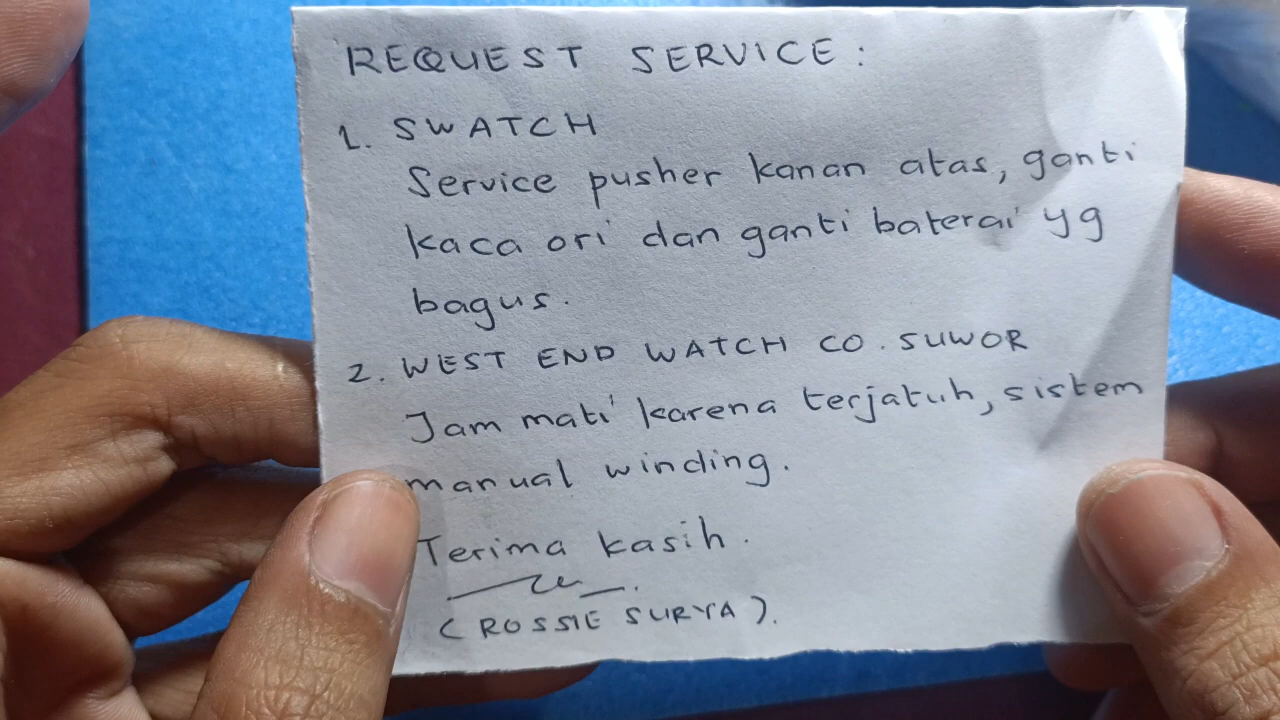 REQUEST SERVICE :
1. SWATCH
Service pusher kanan atas, ganti
kaca ori dan ganti baterai yg
bagus.
2. WEST END WATCH CO. SUWOR
Jam mati karena terjatuh, sistem
manual winding.
Terima kasih.
(ROSSIE SURYA).